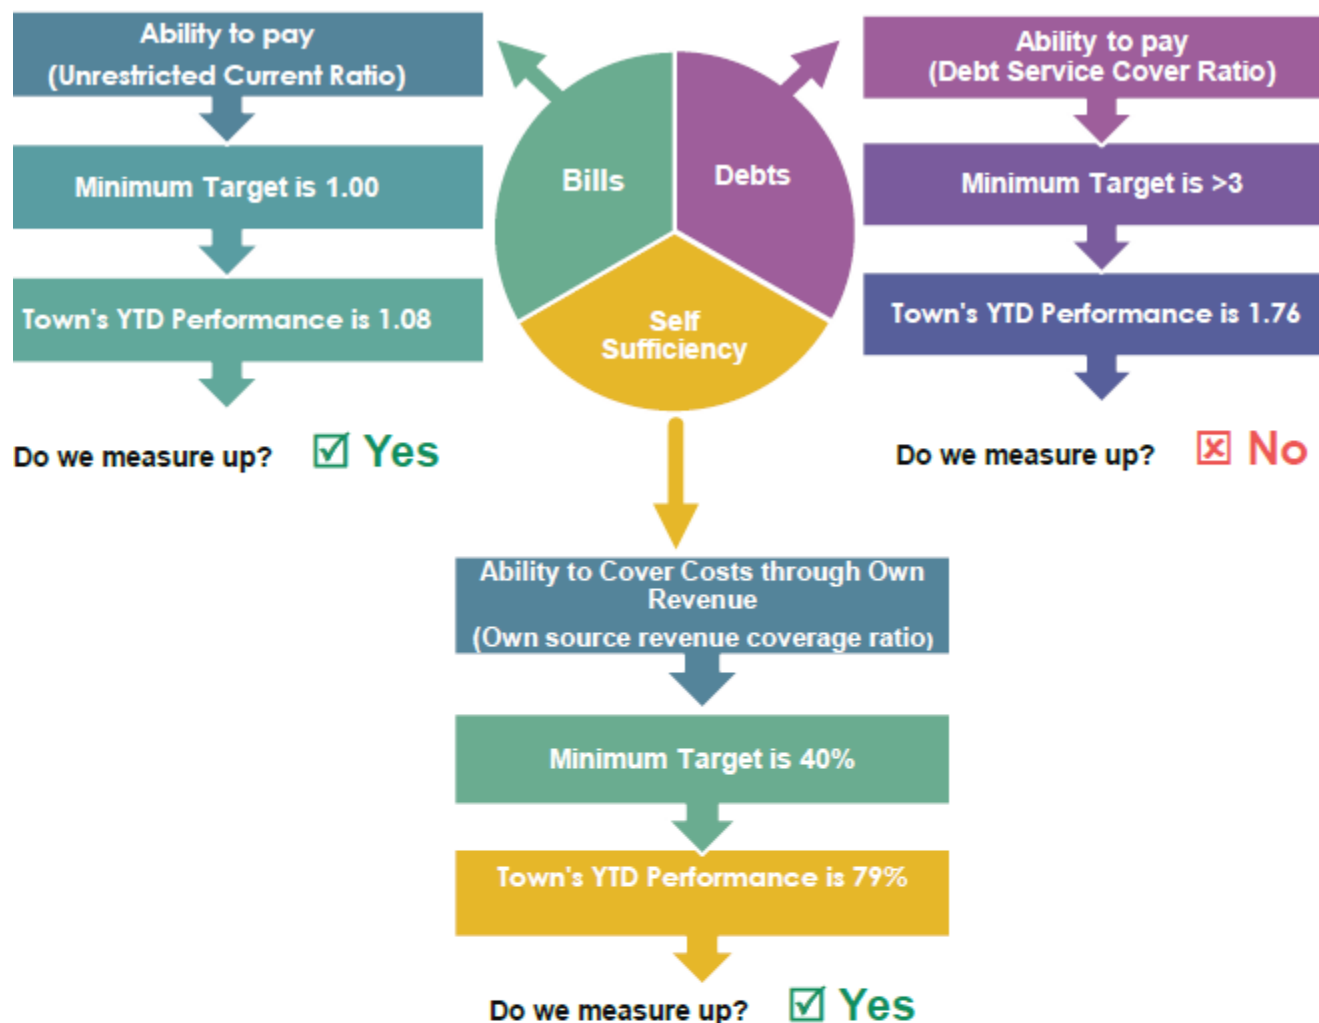 Ability to pay
(Unrestricted Current Ratio)
Minimum Target is 1.00
Town's YTD Performance is 1.08
Do we measure up? ☑ Yes
Bills
Debts
Self
Sufficiency
Ability to pay
(Debt Service Cover Ratio)
Minimum Target is >3
Town's YTD Performance is 1.76
Do we measure up? ☒ No
Ability to Cover Costs through Own
Revenue
(Own source revenue coverage ratio)
Minimum Target is 40%
Town's YTD Performance is 79%
Do we measure up? ☑ Yes